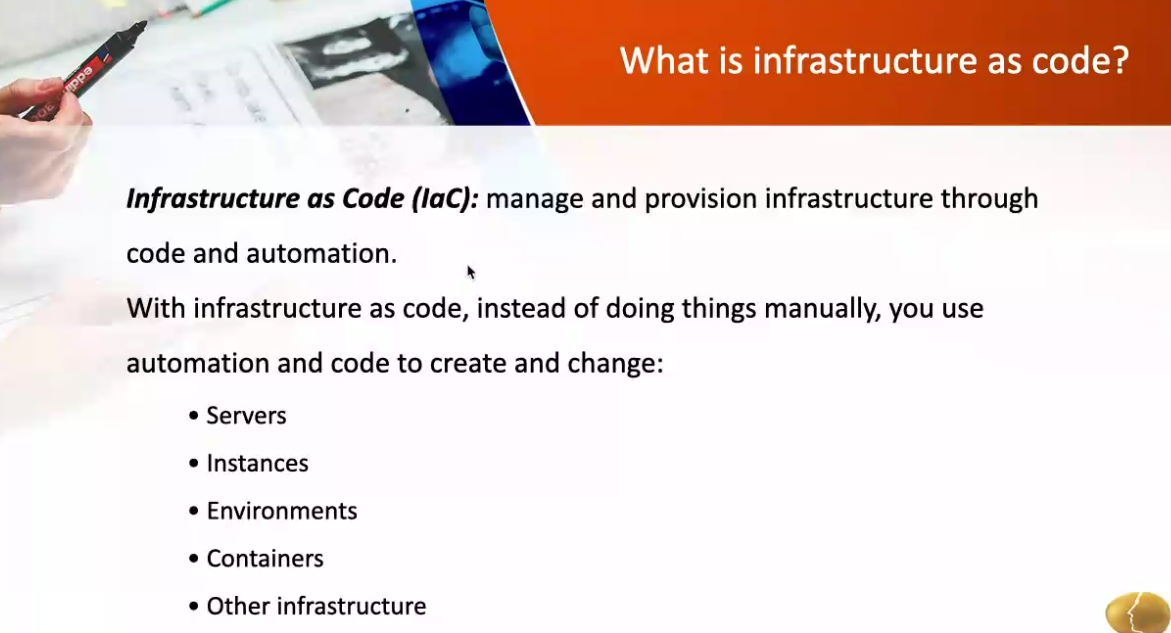 What is infrastructure as code?
Infrastructure as Code (IaC): manage and provision infrastructure through
code and automation.
With infrastructure as code, instead of doing things manually, you use
automation and code to create and change:
• Servers
• Instances
• Environments
• Containers
• Other infrastructure
edding